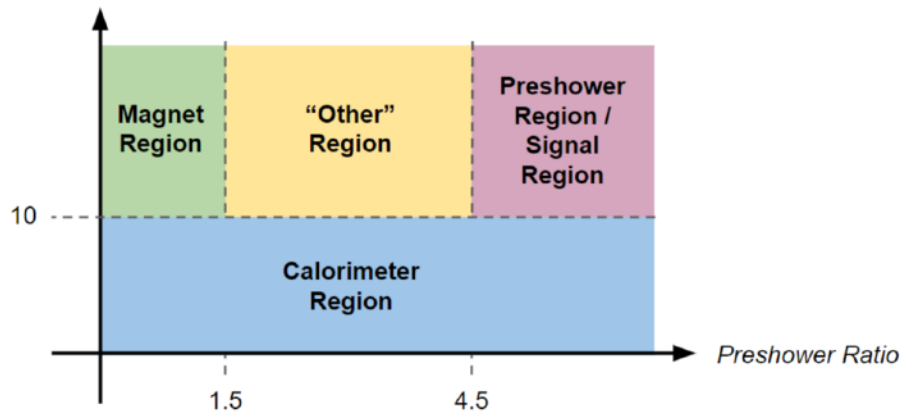 Magnet
Region
“Other”
Region
Preshower
Region /
Signal
Region
10
Calorimeter
Region
Preshower Ratio
1.5
4.5